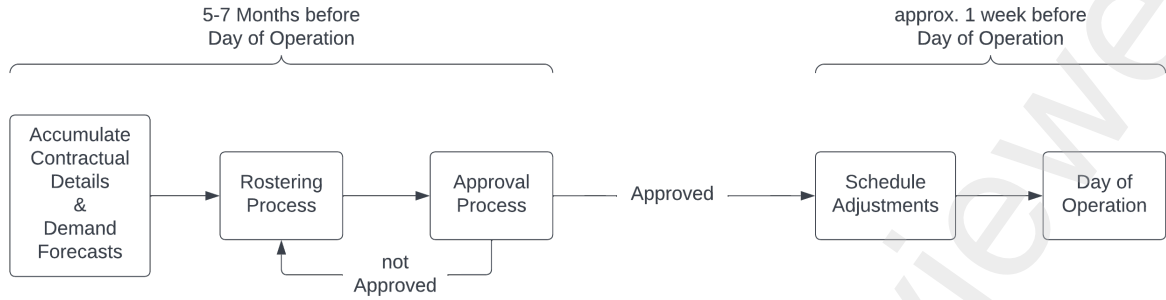 5-7 Months before
Day of Operation
approx. 1 week before
Day of Operation
Accumulate
Contractual
Details
&
Demand
Forecasts
Rostering
Process
Approval
Process
Approved
Schedule
Adjustments
Day of
Operation
not
Approved